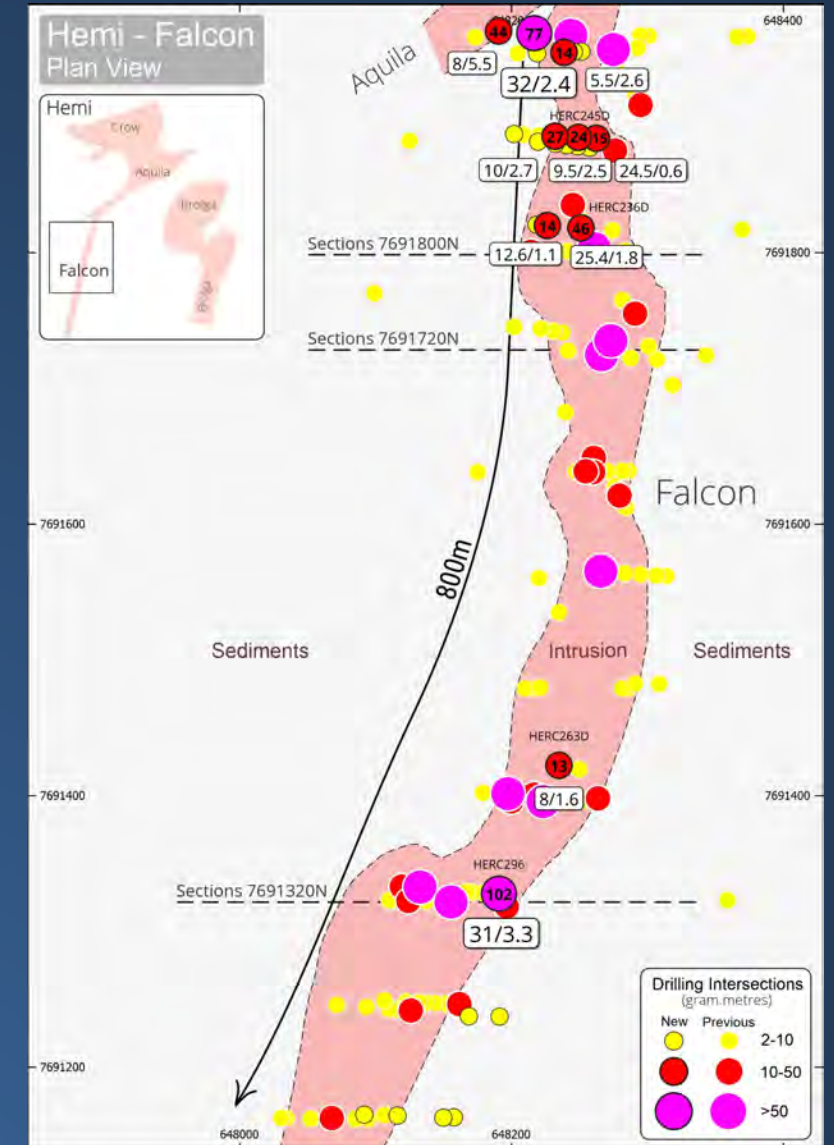 Hemi - Falcon
Plan View
Hemi
Crow
Aquila
Brolga
Falcon
648400
Aquila
44
77
14
8/5.5
32/2.4
5.5/2.6
HERC245D
27
24
15
10/2.7
9.5/2.5
24.5/0.6
HERC236D
14
46
Sections 7691800N
12.6/1.1
25.4/1.8
7691800
7691800
Sections 7691720N
Falcon
7691600
7691600
800m
Sediments
Intrusion
Sediments
HERC263D
13
8/1.6
7691400
7691400
HERC296
Sections 7691320N
102
31/3.3
Drilling Intersections
(gram.metres)
New Previous
2-10
10-50
>50
7691200
648000
648200